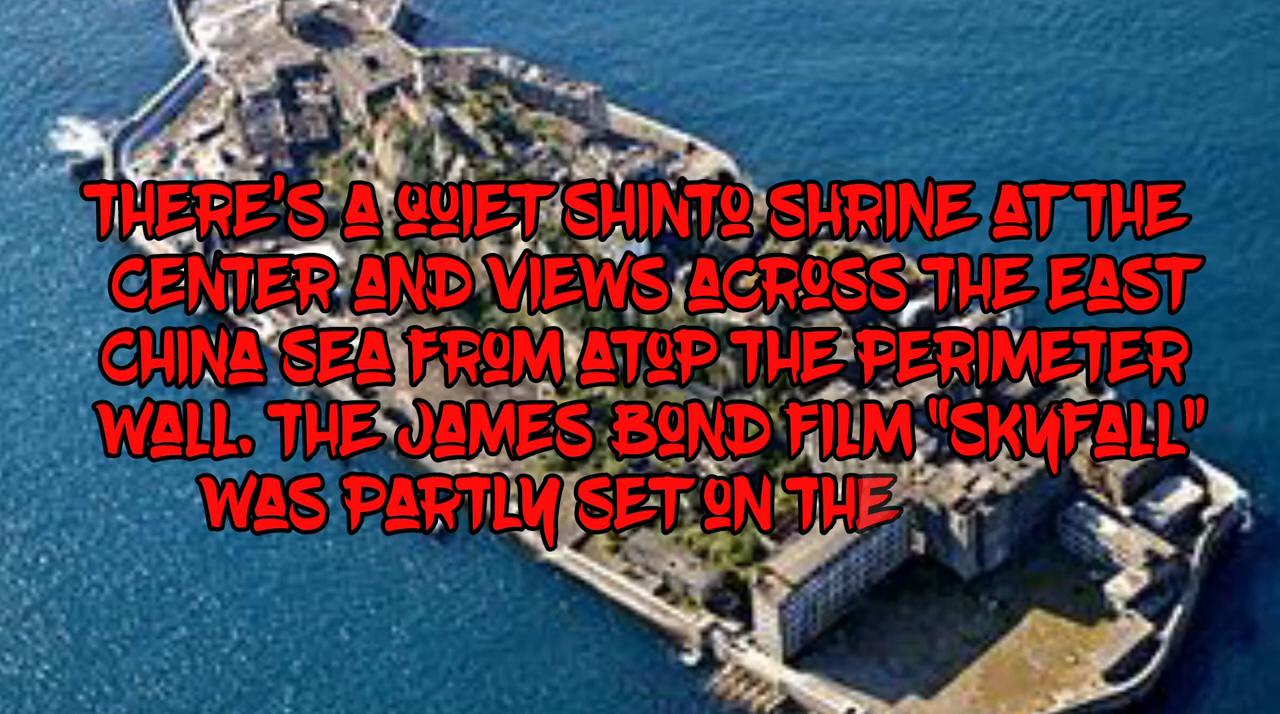 THERE'S A QUIET SHINTO SHRINE AT THE
CENTER AND VIEWS ACROSS THE EAST
CHINA SEA FROM ATOP THE PERIMETER
WALL. THE JAMES BOND FILM "SKYFALL"
WAS PARTLY SET ON THE